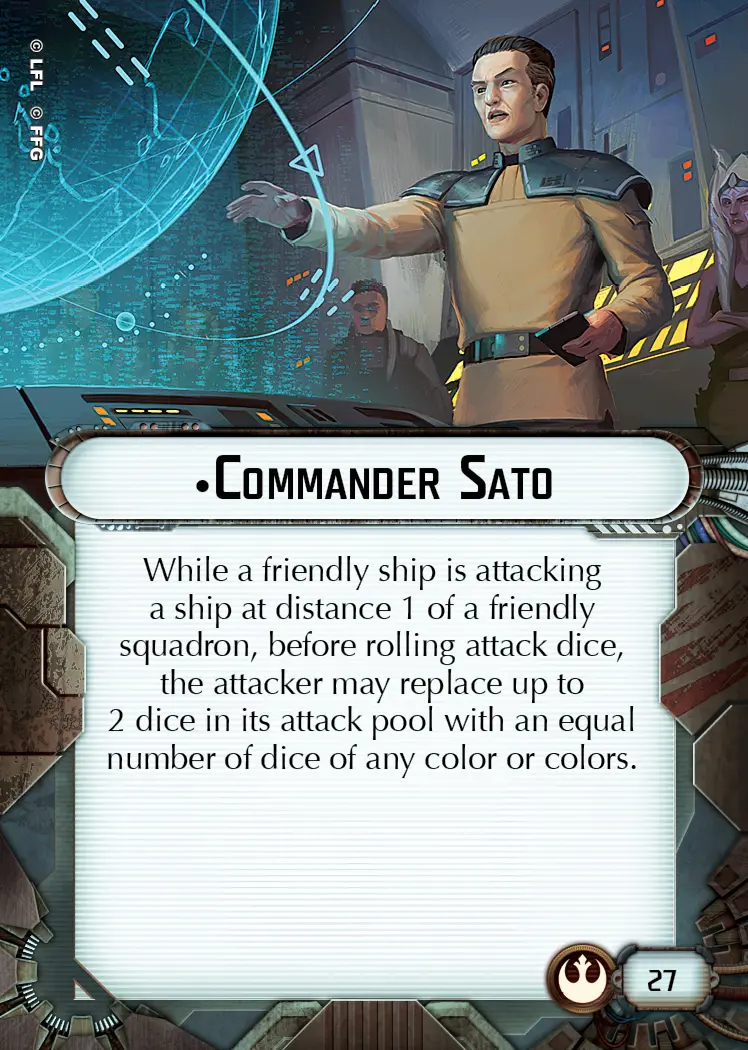 © LFL © FFG
•Commander Sato
While a friendly ship is attacking
a ship at distance 1 of a friendly
squadron, before rolling attack dice,
the attacker may replace up to
2 dice in its attack pool with an equal
number of dice of any color or colors.
27